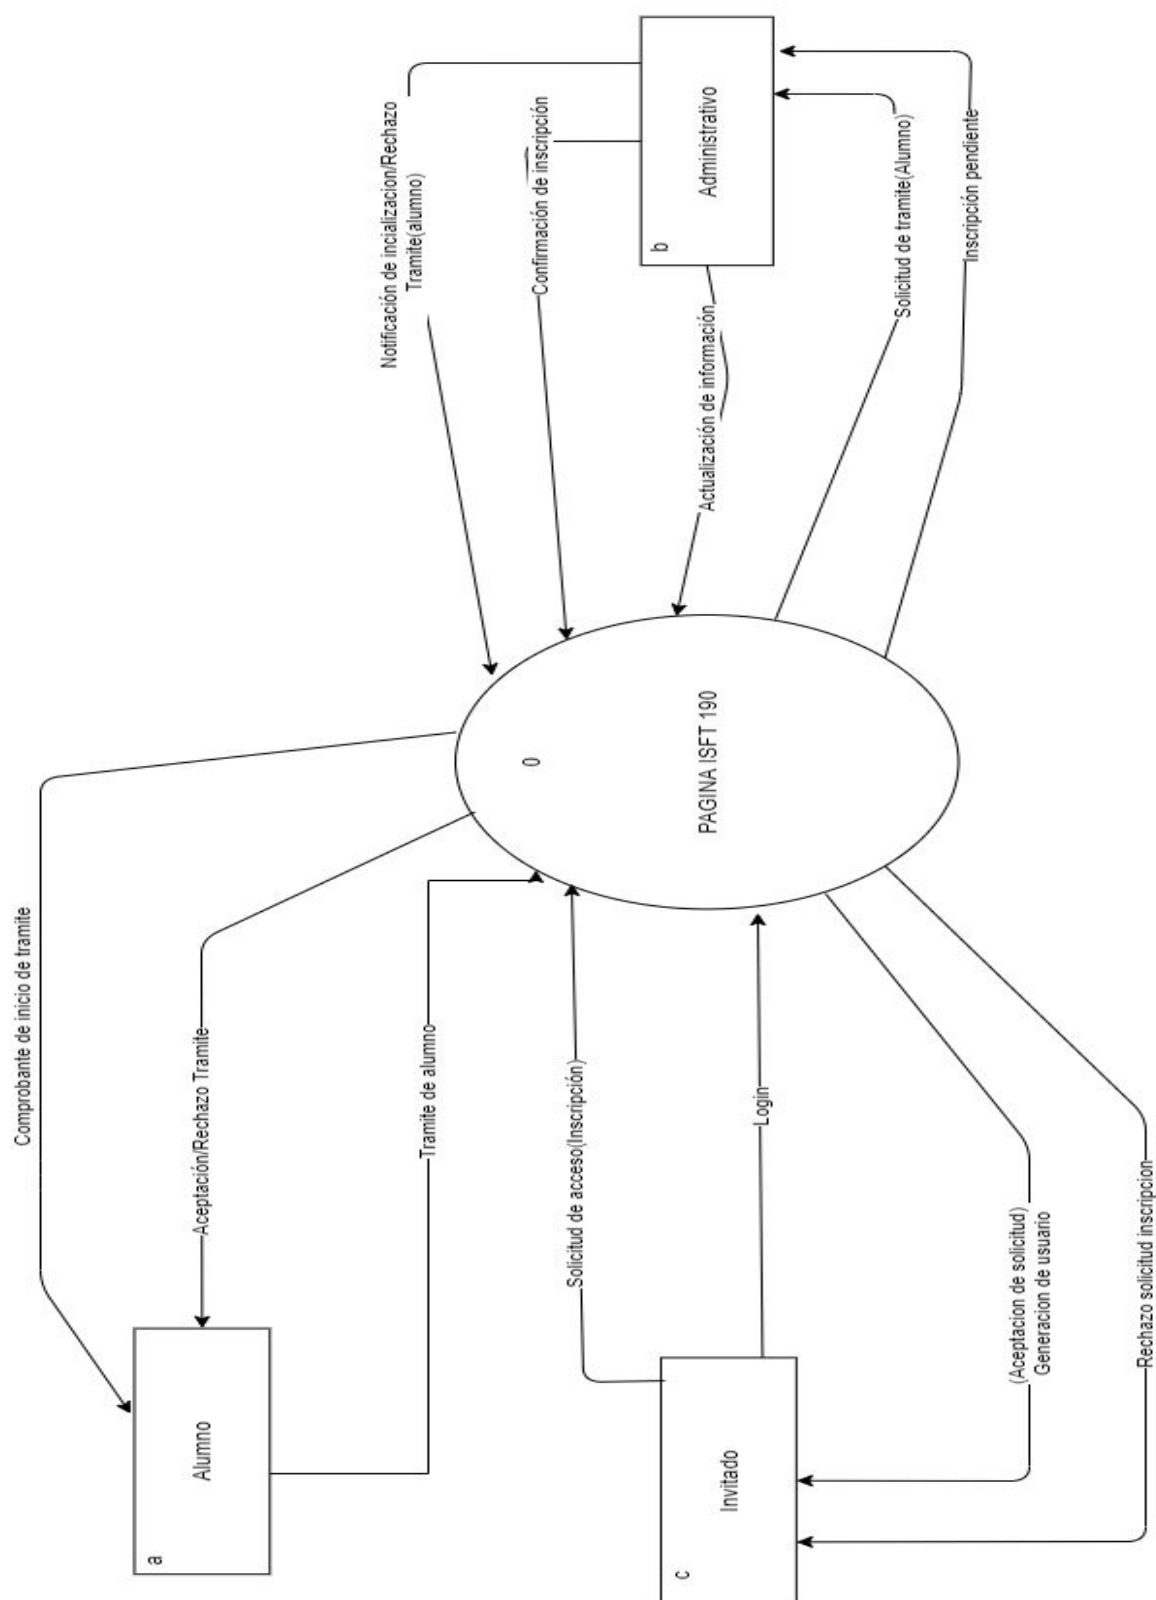 Comprobante de inicio de tramite
Aceptación/Rechazo Tramite
Tramite de alumno
a
Alumno
Notificación de incialización/Rechazo
Tramite(alumno)
Confirmación de inscripción
Actualización de información
b
Administrativo
Solicitud de tramite(Alumno)
Inscripción pendiente
0
PAGINA ISFT 190
Solicitud de acceso(Inscripción)
Login
c
Invitado
(Aceptacion de solicitud)
Generacion de usuario
Rechazo solicitud inscripcion